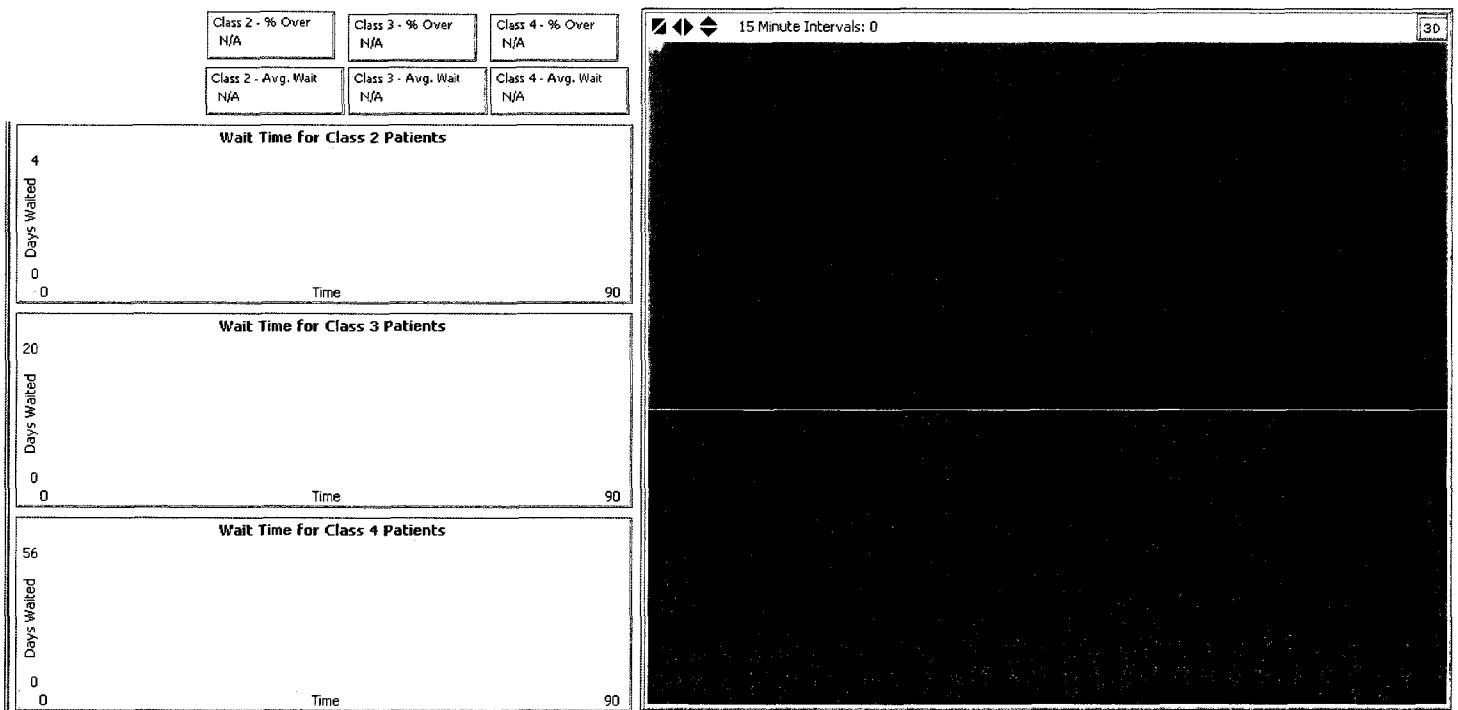 Class 2 - % Over
N/A
Class 3 - % Over
N/A
Class 4 - % Over
N/A
Class 2 - Avg. Wait
N/A
Class 3 - Avg. Wait
N/A
Class 4 - Avg. Wait
N/A
Wait Time for Class 2 Patients
4
Days Waited
0
0
Time
90
Wait Time for Class 3 Patients
20
Days Waited
0
0
Time
90
Wait Time for Class 4 Patients
56
Days Waited
0
0
Time
90
15 Minute Intervals: 0
3D